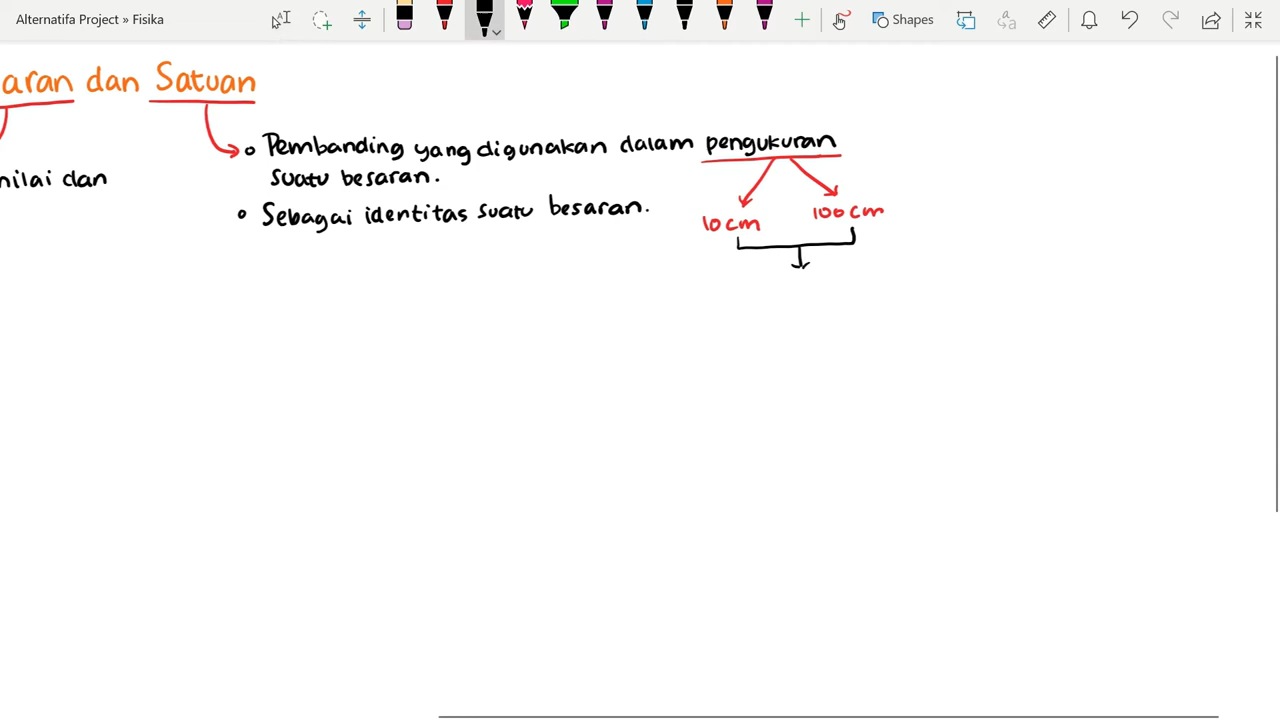 Alternatifa Project » Fisika
Shapes
aran dan Satuan
Pembanding yang digunakan dalam pengukuran
suatu besaran.
nilai dan
Sebagai identitas suatu besaran.
10 cm
100 cm